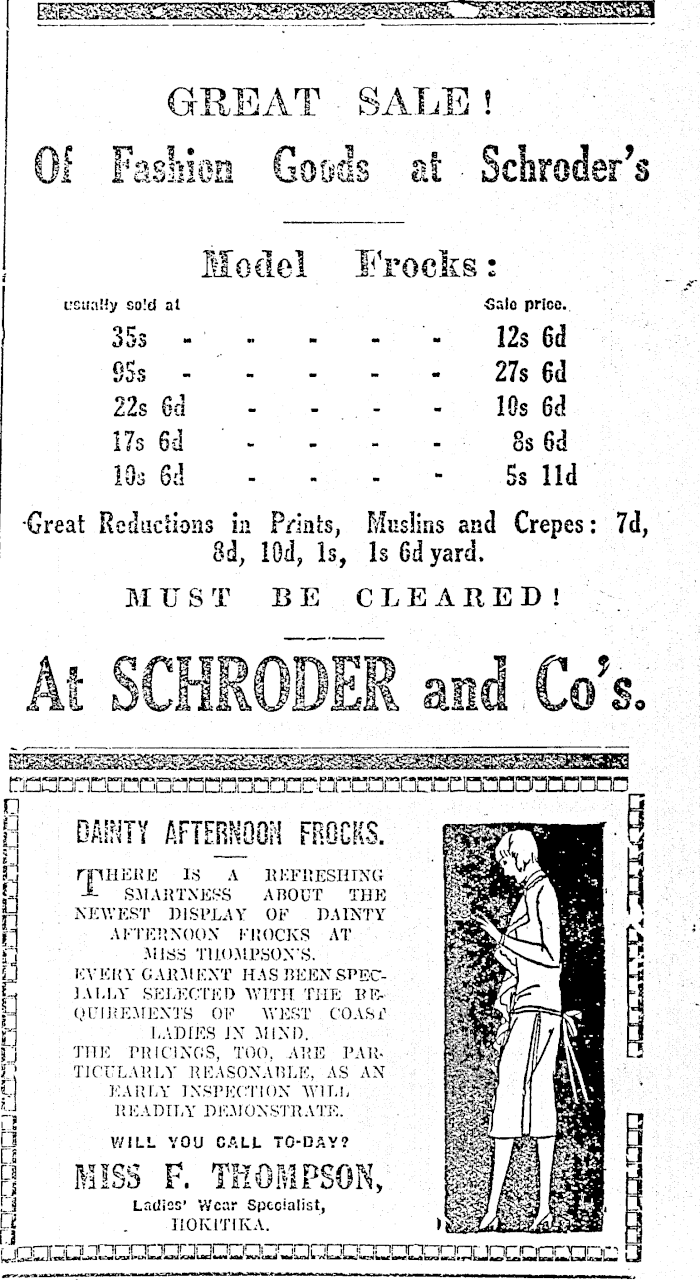 GREAT SALE!
Of Fashion Goods at Schroder's
Model Frocks:
usually sold at Sale price.
35s - - - - - 12s 6d
95s - - - - - 27s 6d
22s 6d - - - - 10s 6d
17s 6d - - - - 8s 6d
10s 6d - - - - 5s 11d
Great Reductions in Prints, Muslins and Crepes: 7d,
8d, 10d, 1s, 1s 6d yard.
MUST BE CLEARED!
At SCHRODER and Co's.
DAINTY AFTERNOON FROCKS.
THERE IS A REFRESHING
SMARTNESS ABOUT THE
NEWEST DISPLAY OF DAINTY
AFTERNOON FROCKS AT
MISS THOMPSON'S.
EVERY GARMENT HAS BEEN SPEC-
IALLY SELECTED WITH THE RE-
QUIREMENTS OF WEST COAST
LADIES IN MIND.
THE PRICINGS, TOO, ARE PAR-
TICULARLY REASONABLE, AS AN
EARLY INSPECTION WILL
READILY DEMONSTRATE.
WILL YOU CALL TO-DAY?
MISS F. THOMPSON,
Ladies' Wear Specialist,
HOKITIKA.